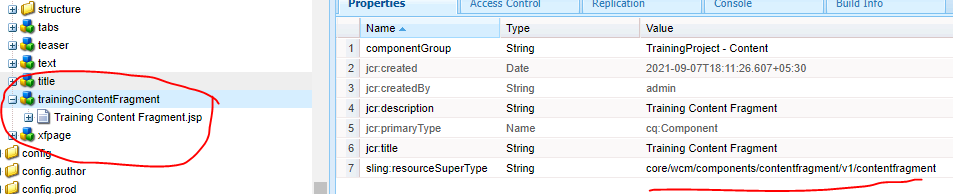 structure
tabs
teaser
text
title
trainingContentFragment
Training Content Fragment.jsp
xfpage
config
config.author
config.prod
Properties Access Control Replication Console Build Info
Name Type Value
1 componentGroup String TrainingProject - Content
2 jcr:created Date 2021-09-07T18:11:26.607+05:30
3 jcr:createdBy String admin
4 jcr:description String Training Content Fragment
5 jcr:primaryType Name cq:Component
6 jcr:title String Training Content Fragment
7 sling:resourceSuperType String core/wcm/components/contentfragment/v1/contentfragment